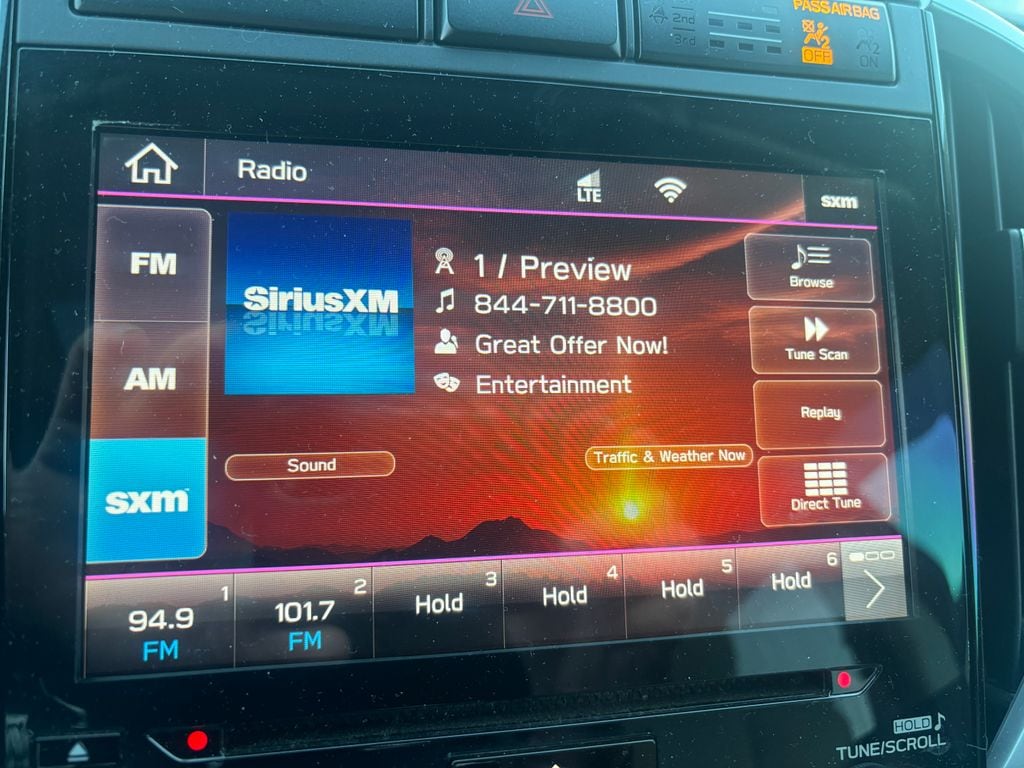 PASS AIR BAG
2nd
3rd
OFF
2
ON
Radio
LTE
sxm
FM
AM
sxm
SiriusXM
1 / Preview
844-711-8800
Great Offer Now!
Entertainment
Browse
Tune Scan
Replay
Direct Tune
Sound
Traffic & Weather Now
1
94.9
FM
2
101.7
FM
3
Hold
4
Hold
5
Hold
6
Hold
HOLD
TUNE/SCROLL